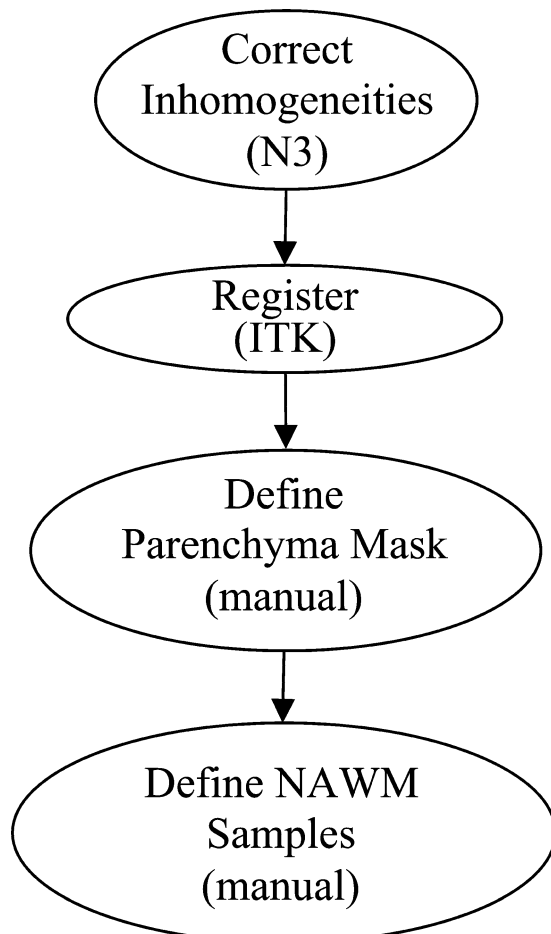 Correct
Inhomogeneities
(N3)
Register
(ITK)
Define
Parenchyma Mask
(manual)
Define NAWM
Samples
(manual)